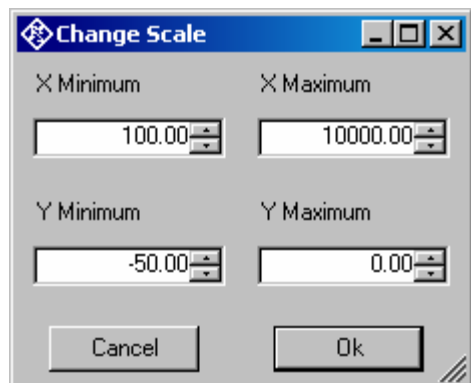 Change Scale
X Minimum X Maximum
100.00 10000.00
Y Minimum Y Maximum
-50.00 0.00
Cancel Ok